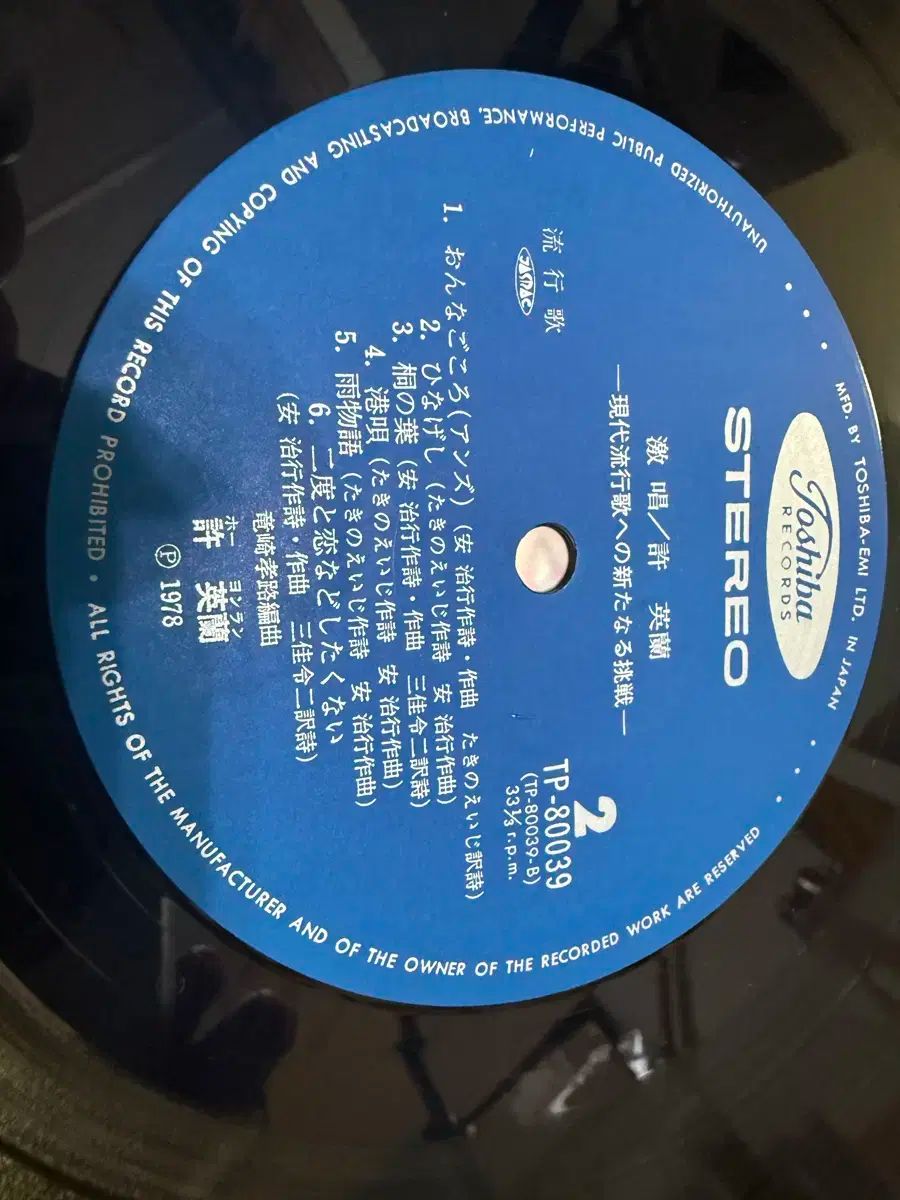 MFD. BY TOSHIBA-EMI LTD. IN JAPAN
Toshiba
RECORDS
STEREO
激 唱／許 英蘭
―現代流行歌への新たなる挑戦―
流 行 歌
JASRAC
2
TP-80039
(TP-80039-B)
33⅓ r.p.m.
1. おんなごころ(アンズ) (安 治行作詩・作曲 たきのえいじ訳詩)
2. ひなげし (たきのえいじ作詩 安 治行作曲)
3. 桐の葉 (安 治行作詩・作曲 三佳令二訳詩)
4. 港唄 (たきのえいじ作詩 安 治行作曲)
5. 雨物語 (たきのえいじ作詩 安 治行作曲)
6. 二度と恋などしたくない
(安 治行作詩・作曲 三佳令二訳詩)
竜崎孝路編曲
ホー ヨンラン
許 英蘭
Ⓟ 1978
ALL RIGHTS OF THE MANUFACTURER AND OF THE OWNER OF THE RECORDED WORK ARE RESERVED
UNAUTHORIZED PUBLIC PERFORMANCE, BROADCASTING AND COPYING OF THIS RECORD PROHIBITED